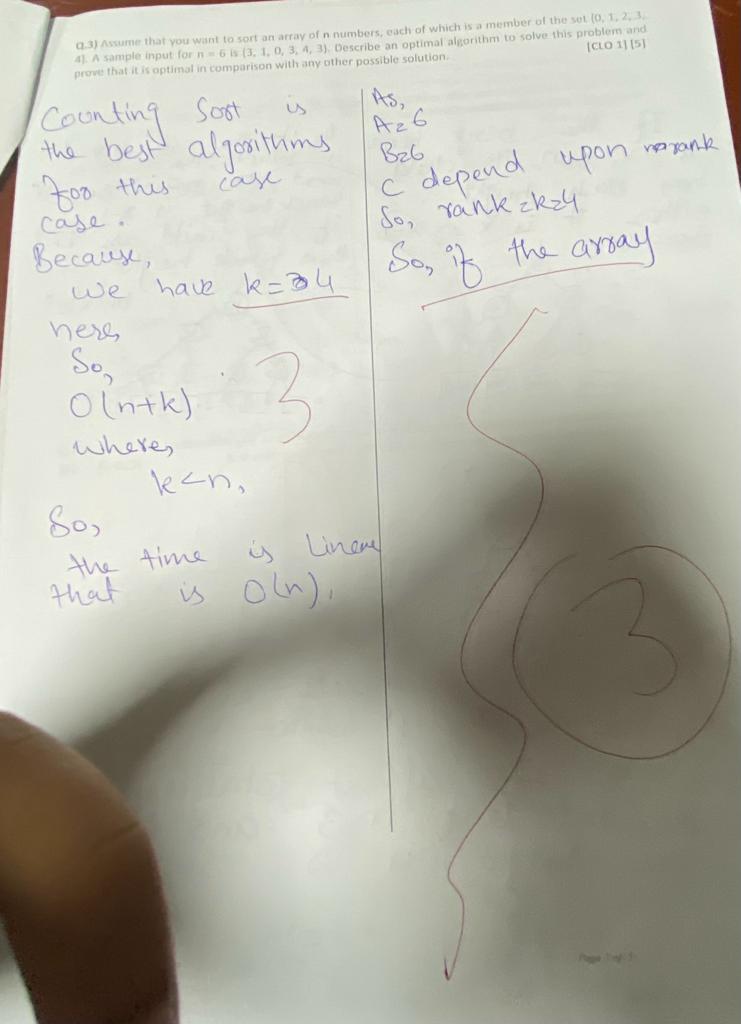 Q.3) Assume that you want to sort an array of n numbers, each of which is a member of the set {0, 1, 2, 3,
4}. A sample input for n = 6 is {3, 1, 0, 3, 4, 3}. Describe an optimal algorithm to solve this problem and
prove that it is optimal in comparison with any other possible solution. [CLO 1] [5]
Counting Sort is
the best algorithms
for this case
case.
Because,
we have k = 4
here,
So,
O(n+k)
where,
k<n,
So,
the time is Linear
that is O(n).
3
As,
A=6
B=6
C depend upon rank
So, rank=k=4
So, if the array
3